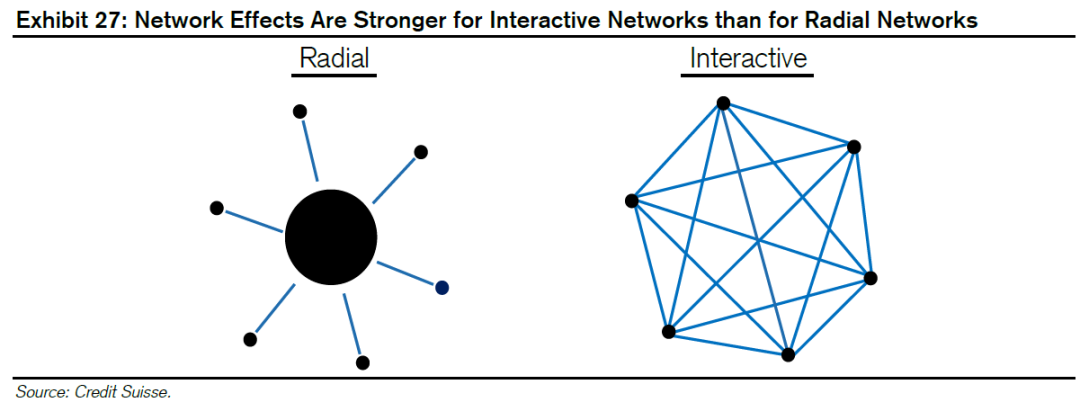 Exhibit 27: Network Effects Are Stronger for Interactive Networks than for Radial Networks
Radial
Interactive
Source: Credit Suisse.